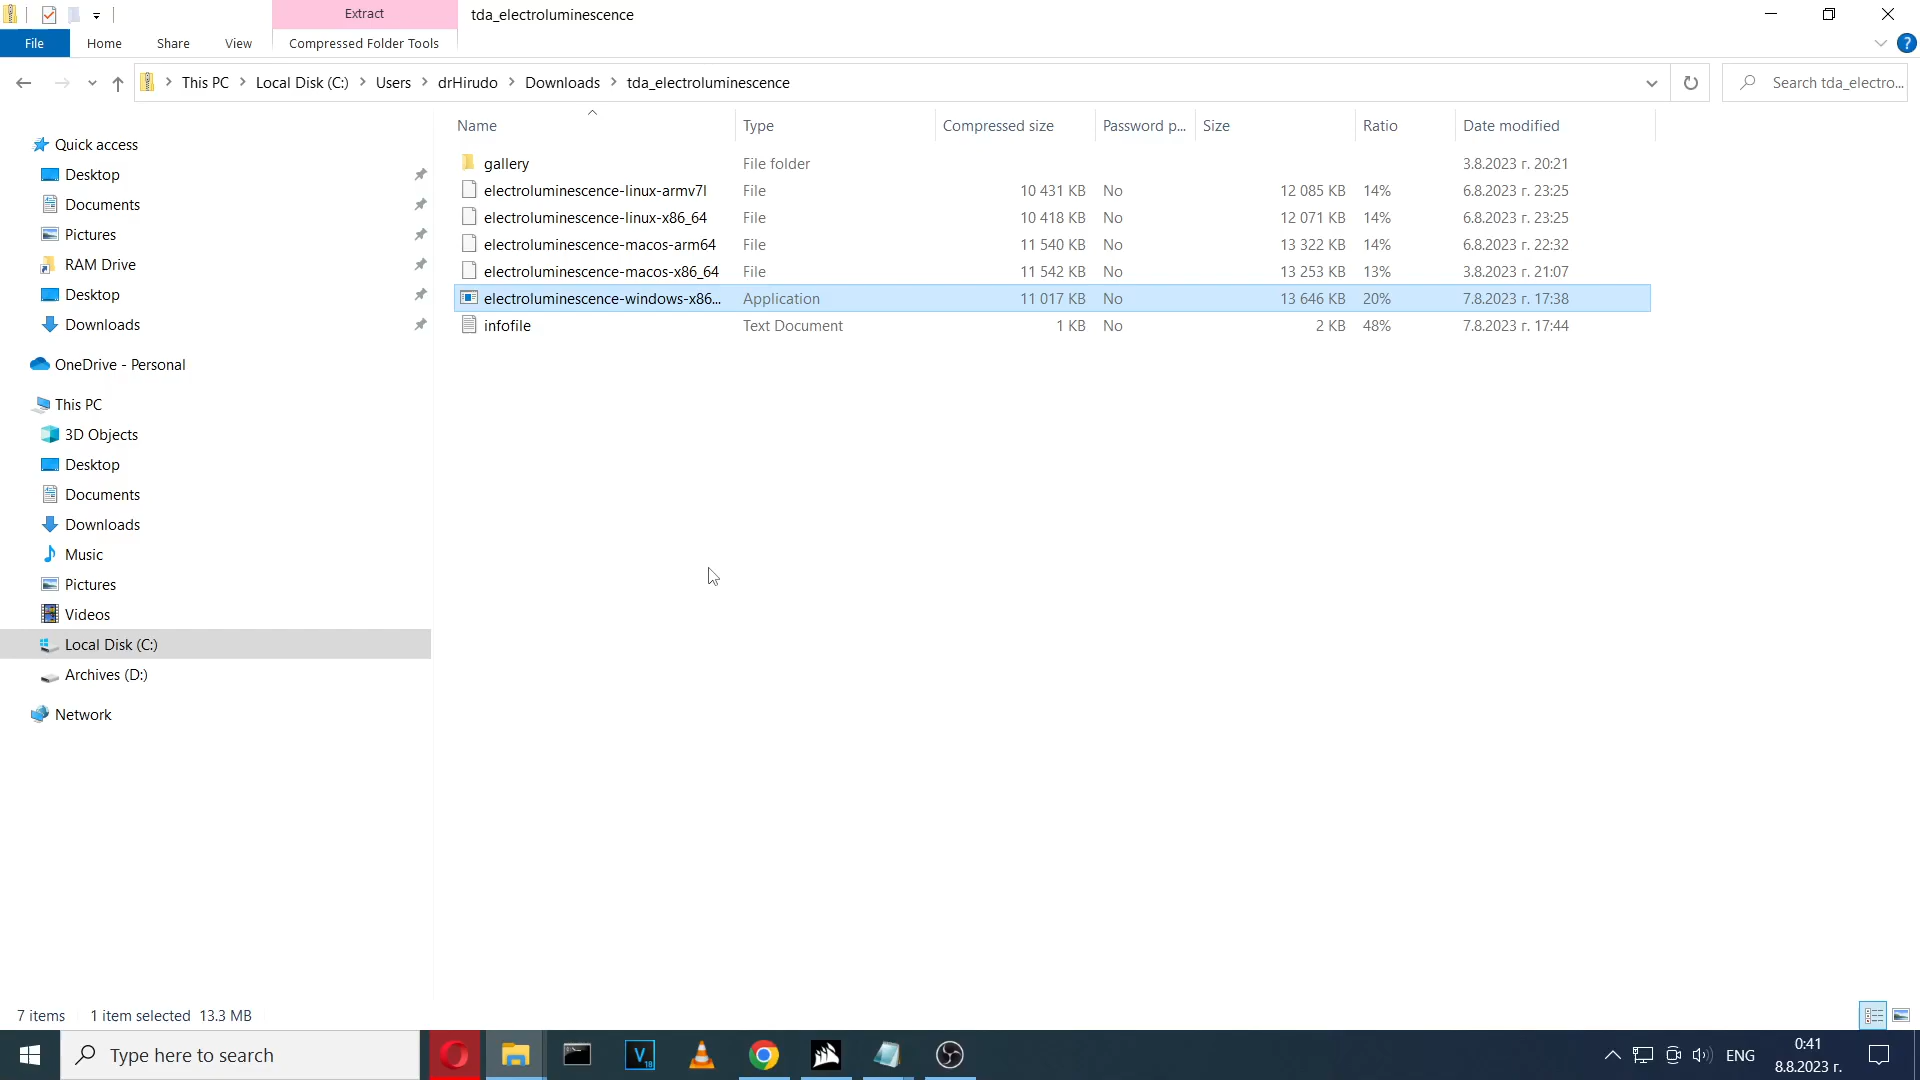 Extract
tda_electroluminescence
File
Home
Share
View
Compressed Folder Tools
?
This PC
Local Disk (C:)
Users
drHirudo
Downloads
tda_electroluminescence
Search tda_electro...
Name
Type
Compressed size
Password p...
Size
Ratio
Date modified
gallery File folder 3.8.2023 г. 20:21
electroluminescence-linux-armv7l File 10 431 KB No 12 085 KB 14% 6.8.2023 г. 23:25
electroluminescence-linux-x86_64 File 10 418 KB No 12 071 KB 14% 6.8.2023 г. 23:25
electroluminescence-macos-arm64 File 11 540 KB No 13 322 KB 14% 6.8.2023 г. 22:32
electroluminescence-macos-x86_64 File 11 542 KB No 13 253 KB 13% 3.8.2023 г. 21:07
electroluminescence-windows-x86... Application 11 017 KB No 13 646 KB 20% 7.8.2023 г. 17:38
infofile Text Document 1 KB No 2 KB 48% 7.8.2023 г. 17:44
Quick access
Desktop
Documents
Pictures
RAM Drive
Desktop
Downloads
OneDrive - Personal
This PC
3D Objects
Desktop
Documents
Downloads
Music
Pictures
Videos
Local Disk (C:)
Archives (D:)
Network
7 items
1 item selected 13.3 MB
Type here to search
V
18
ENG
0:41
8.8.2023 г.